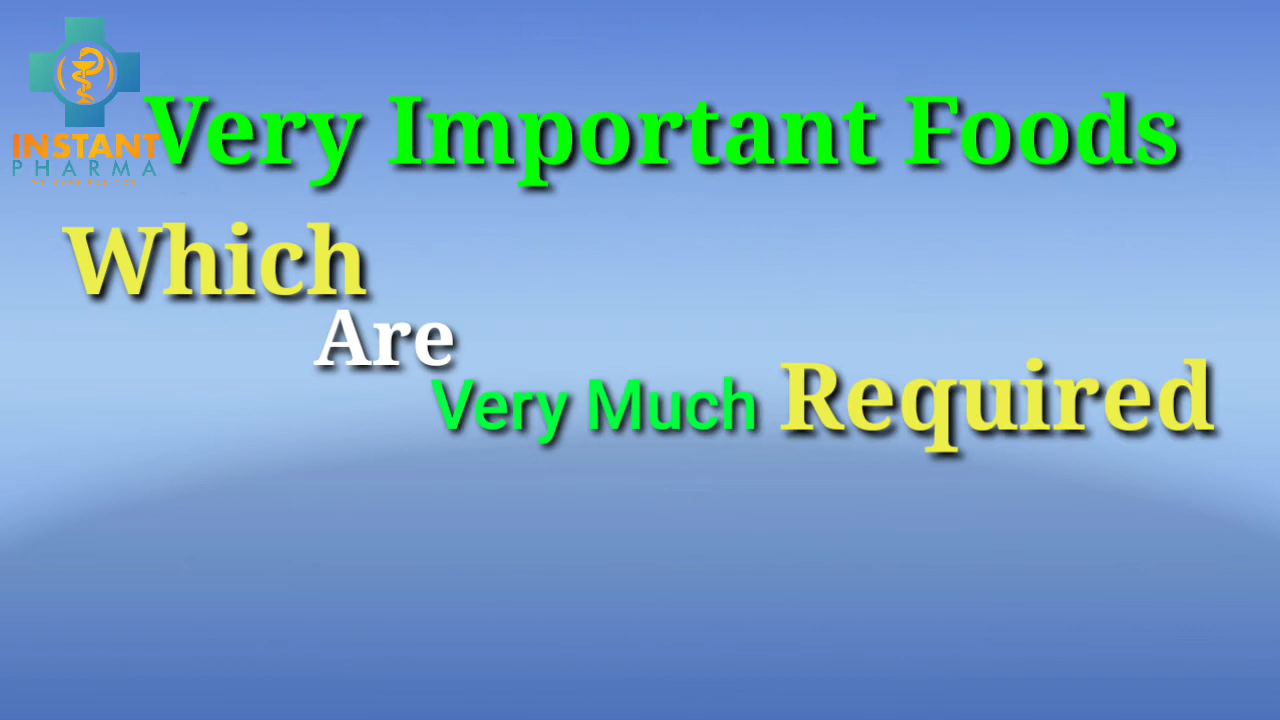 Very Important Foods
INSTANT
PHARMA
Which
Are
Very Much Required